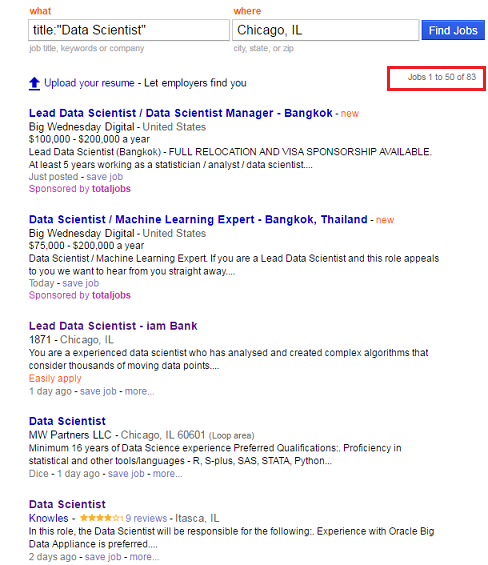 what where
title:"Data Scientist" Chicago, IL Find Jobs
job title, keywords or company city, state, or zip
Upload your resume - Let employers find you Jobs 1 to 50 of 83
Lead Data Scientist / Data Scientist Manager - Bangkok - new
Big Wednesday Digital - United States
$100,000 - $200,000 a year
Lead Data Scientist (Bangkok) - FULL RELOCATION AND VISA SPONSORSHIP AVAILABLE.
At least 5 years working as a statistician / analyst / data scientist....
Just posted - save job
Sponsored by totaljobs
Data Scientist / Machine Learning Expert - Bangkok, Thailand - new
Big Wednesday Digital - United States
$75,000 - $200,000 a year
Data Scientist / Machine Learning Expert. If you are a Lead Data Scientist and this role appeals
to you we want to hear from you straight away....
Today - save job
Sponsored by totaljobs
Lead Data Scientist - iam Bank
1871 - Chicago, IL
You are a experienced data scientist who has analysed and created complex algorithms that
consider thousands of moving data points....
Easily apply
1 day ago - save job - more...
Data Scientist
MW Partners LLC - Chicago, IL 60601 (Loop area)
Minimum 16 years of Data Science experience Preferred Qualifications:. Proficiency in
statistical and other tools/languages - R, S-plus, SAS, STATA, Python...
Dice - 1 day ago - save job - more...
Data Scientist
Knowles - 9 reviews - Itasca, IL
In this role, the Data Scientist will be responsible for the following:. Experience with Oracle Big
Data Appliance is preferred....
2 days ago - save job - more...